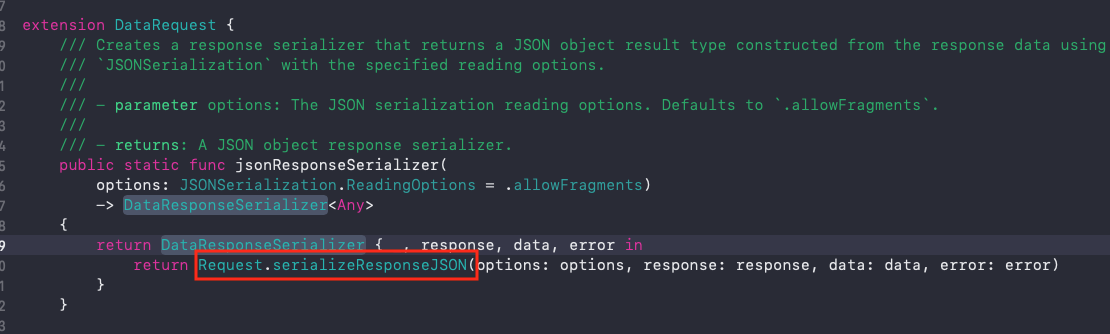 7
8 extension DataRequest {
9 /// Creates a response serializer that returns a JSON object result type constructed from the response data using
0 /// `JSONSerialization` with the specified reading options.
1 ///
2 /// - parameter options: The JSON serialization reading options. Defaults to `.allowFragments`.
3 ///
4 /// - returns: A JSON object response serializer.
5 public static func jsonResponseSerializer(
6 options: JSONSerialization.ReadingOptions = .allowFragments)
7 -> DataResponseSerializer<Any>
8 {
9 return DataResponseSerializer { _, response, data, error in
0 return Request.serializeResponseJSON(options: options, response: response, data: data, error: error)
1 }
2 }
3